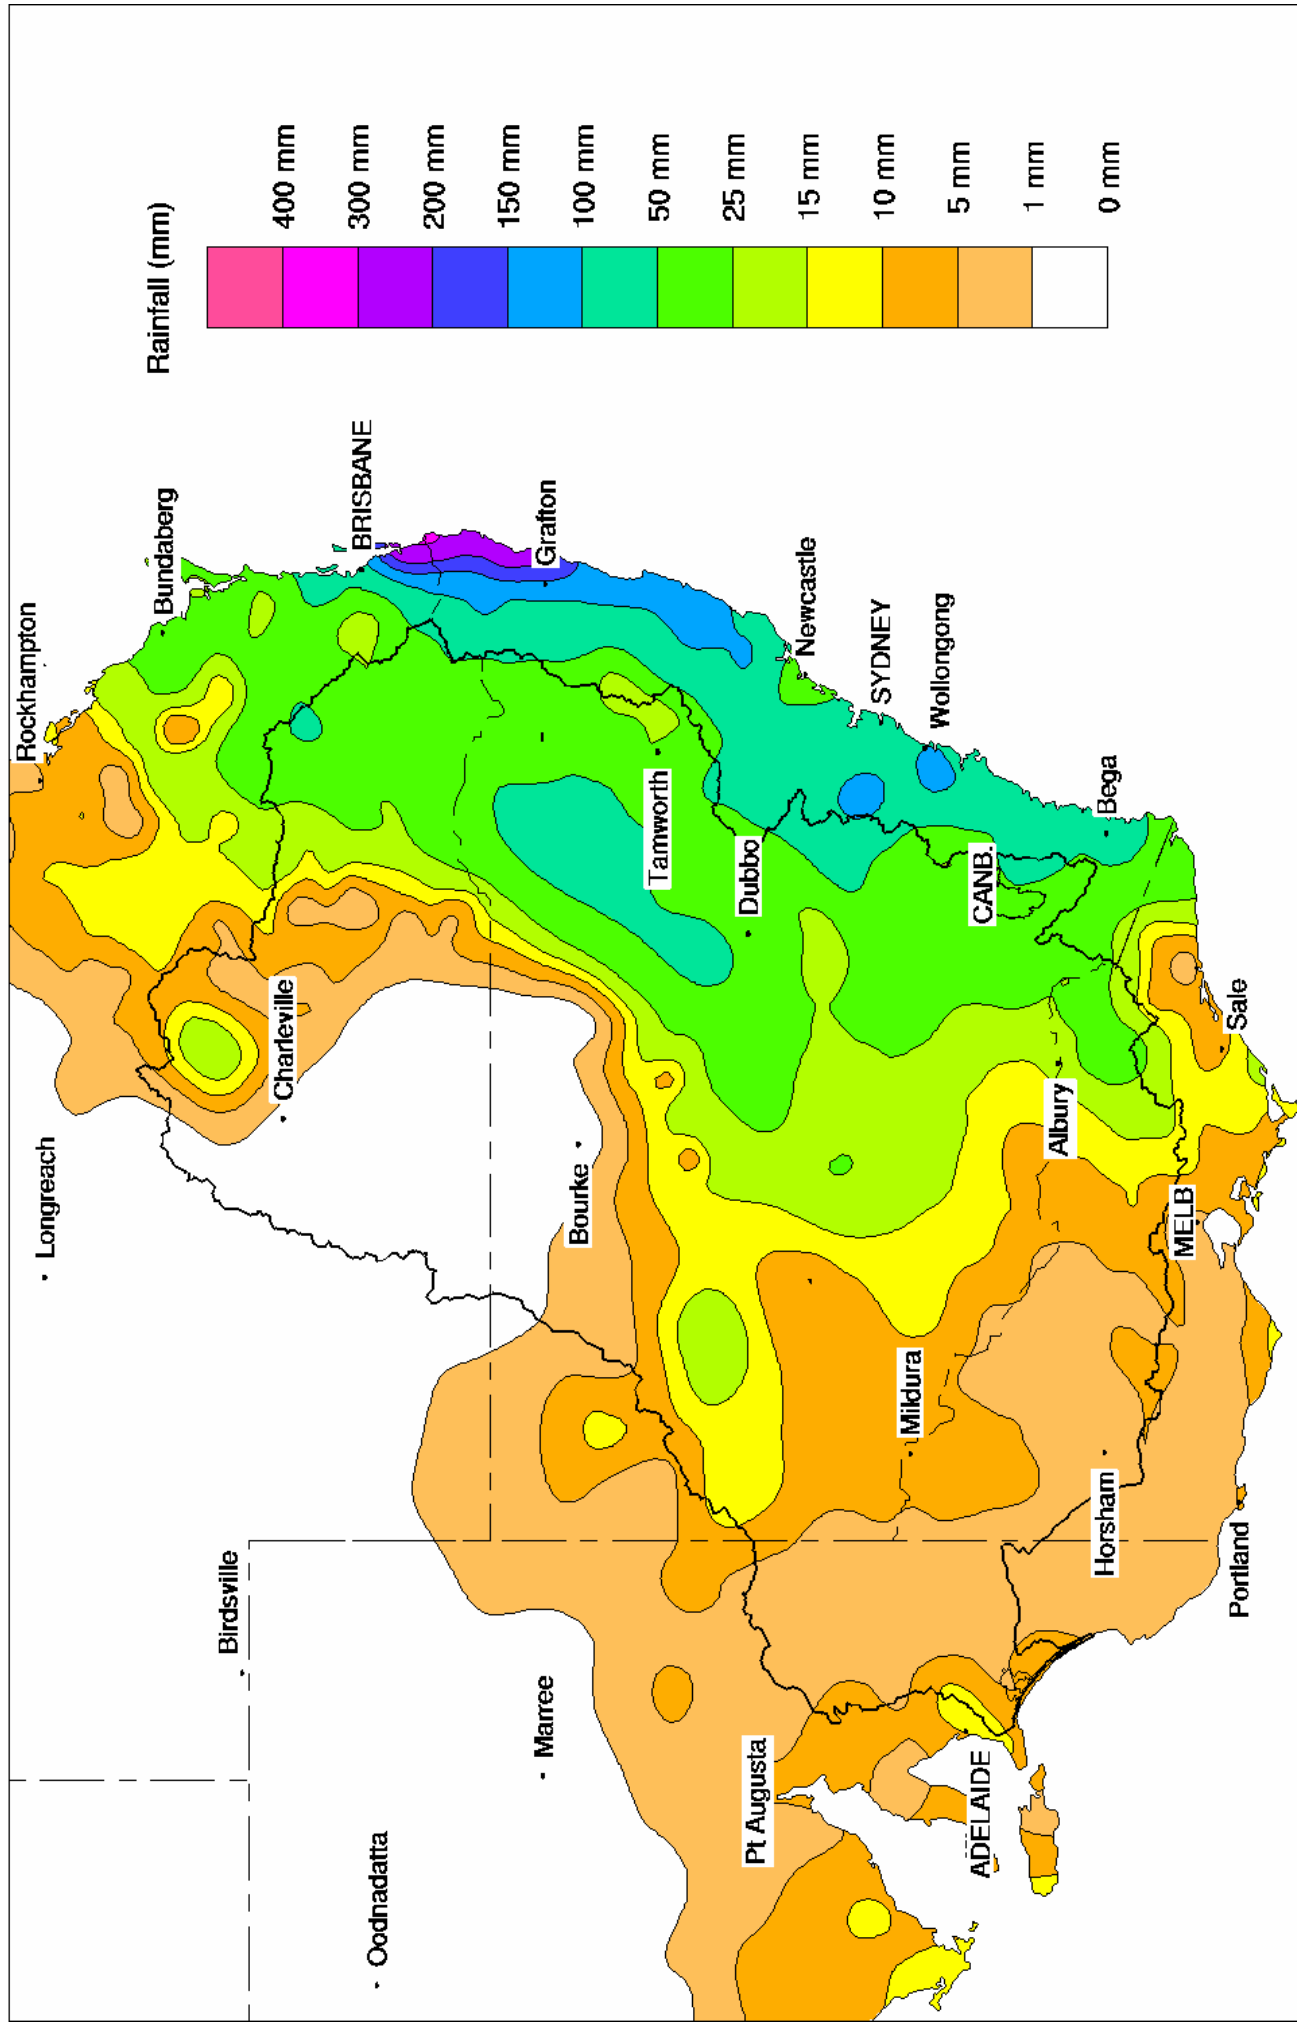 Rainfall (mm)
400 mm
300 mm
200 mm
150 mm
100 mm
50 mm
25 mm
15 mm
10 mm
5 mm
1 mm
0 mm
Rockhampton
Longreach
Bundaberg
Birdsville
Charleville
BRISBANE
Oodnadatta
Grafton
Bourke
Marree
Tamworth
Dubbo
Pt Augusta
Newcastle
SYDNEY
Mildura
Wollongong
CANB.
ADELAIDE
Albury
Bega
Horsham
MELB
Sale
Portland